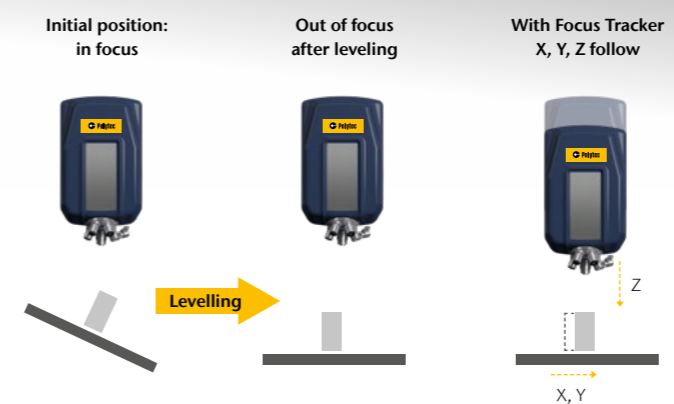 Initial position:
in focus
Out of focus
after leveling
With Focus Tracker
X, Y, Z follow
Polytec
Polytec
Polytec
Z
Levelling
X, Y